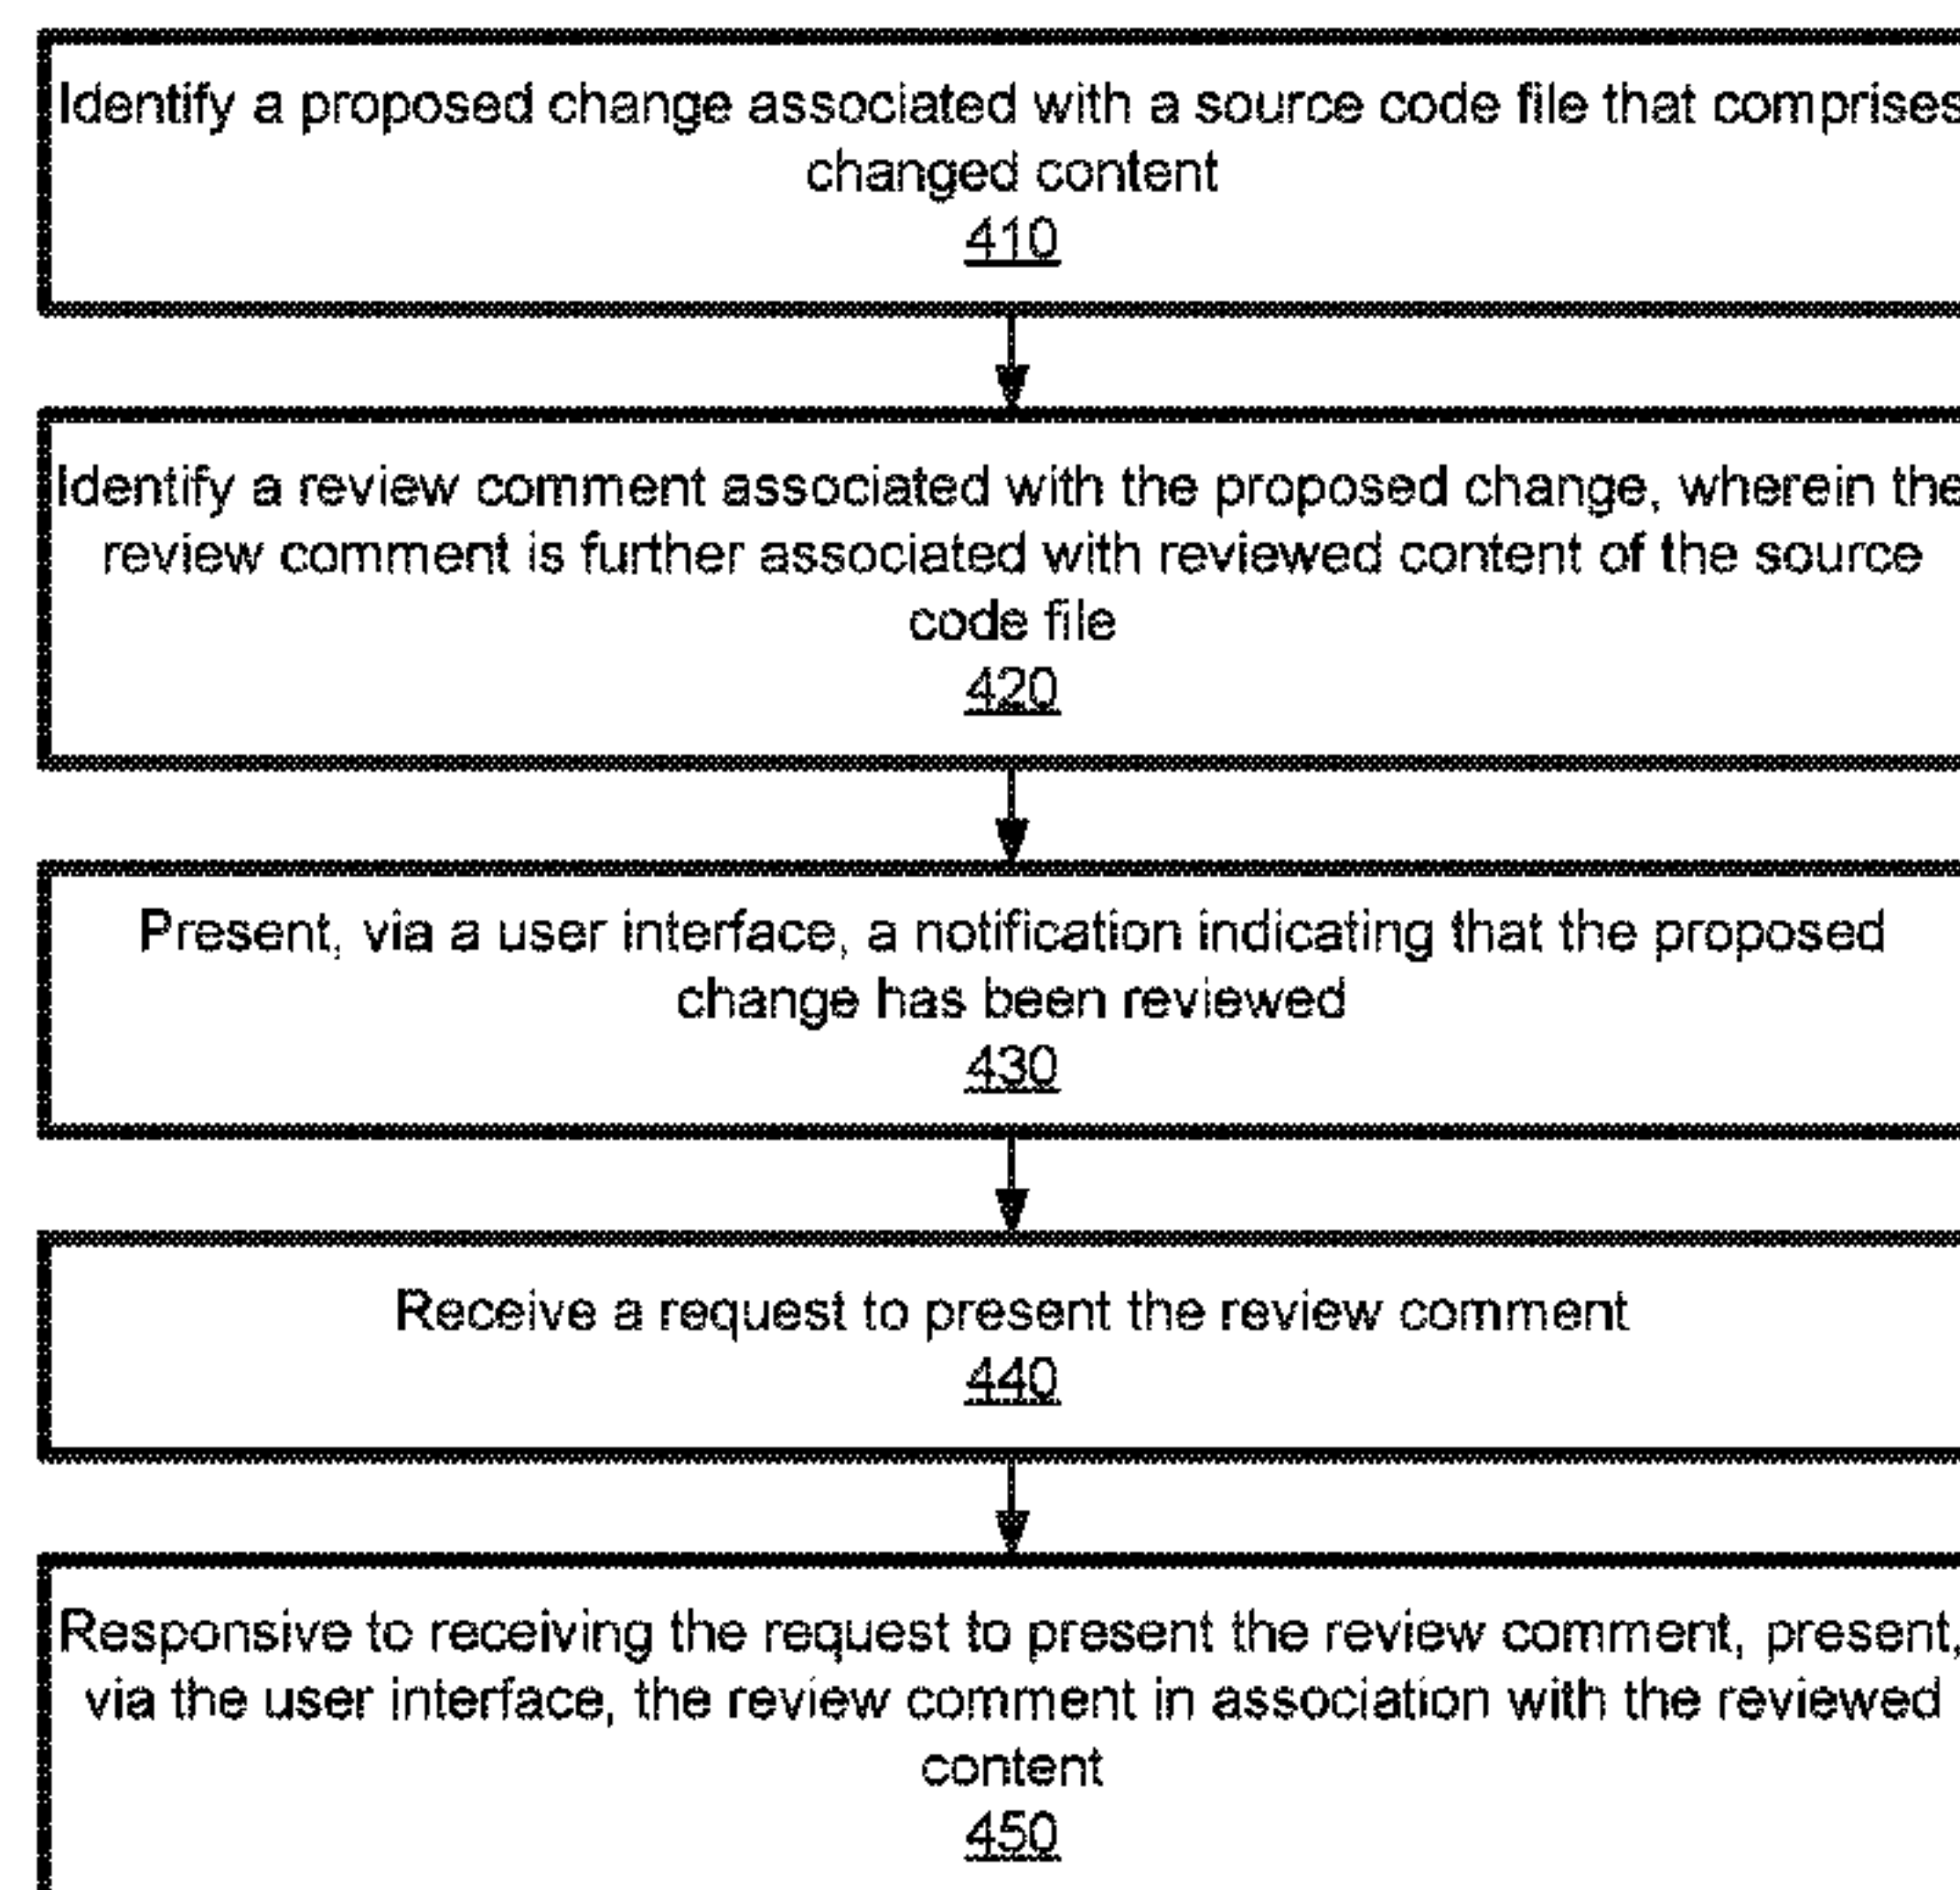 Identify a proposed change associated with a source code file that comprises
changed content
410
Identify a review comment associated with the proposed change, wherein the
review comment is further associated with reviewed content of the source
code file
420
Present, via a user interface, a notification indicating that the proposed
change has been reviewed
430
Receive a request to present the review comment
440
Responsive to receiving the request to present the review comment, present,
via the user interface, the review comment in association with the reviewed
content
450